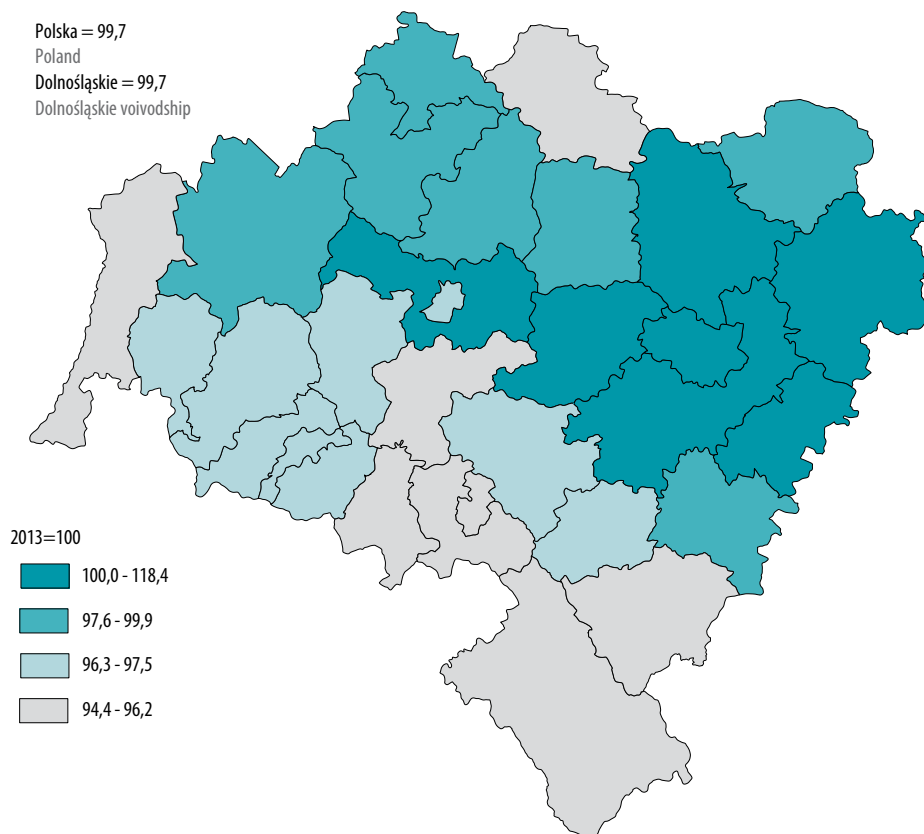 Polska = 99,7
Poland
Dolnośląskie = 99,7
Dolnośląskie voivodship
2013=100
100,0 - 118,4
97,6 - 99,9
96,3 - 97,5
94,4 - 96,2